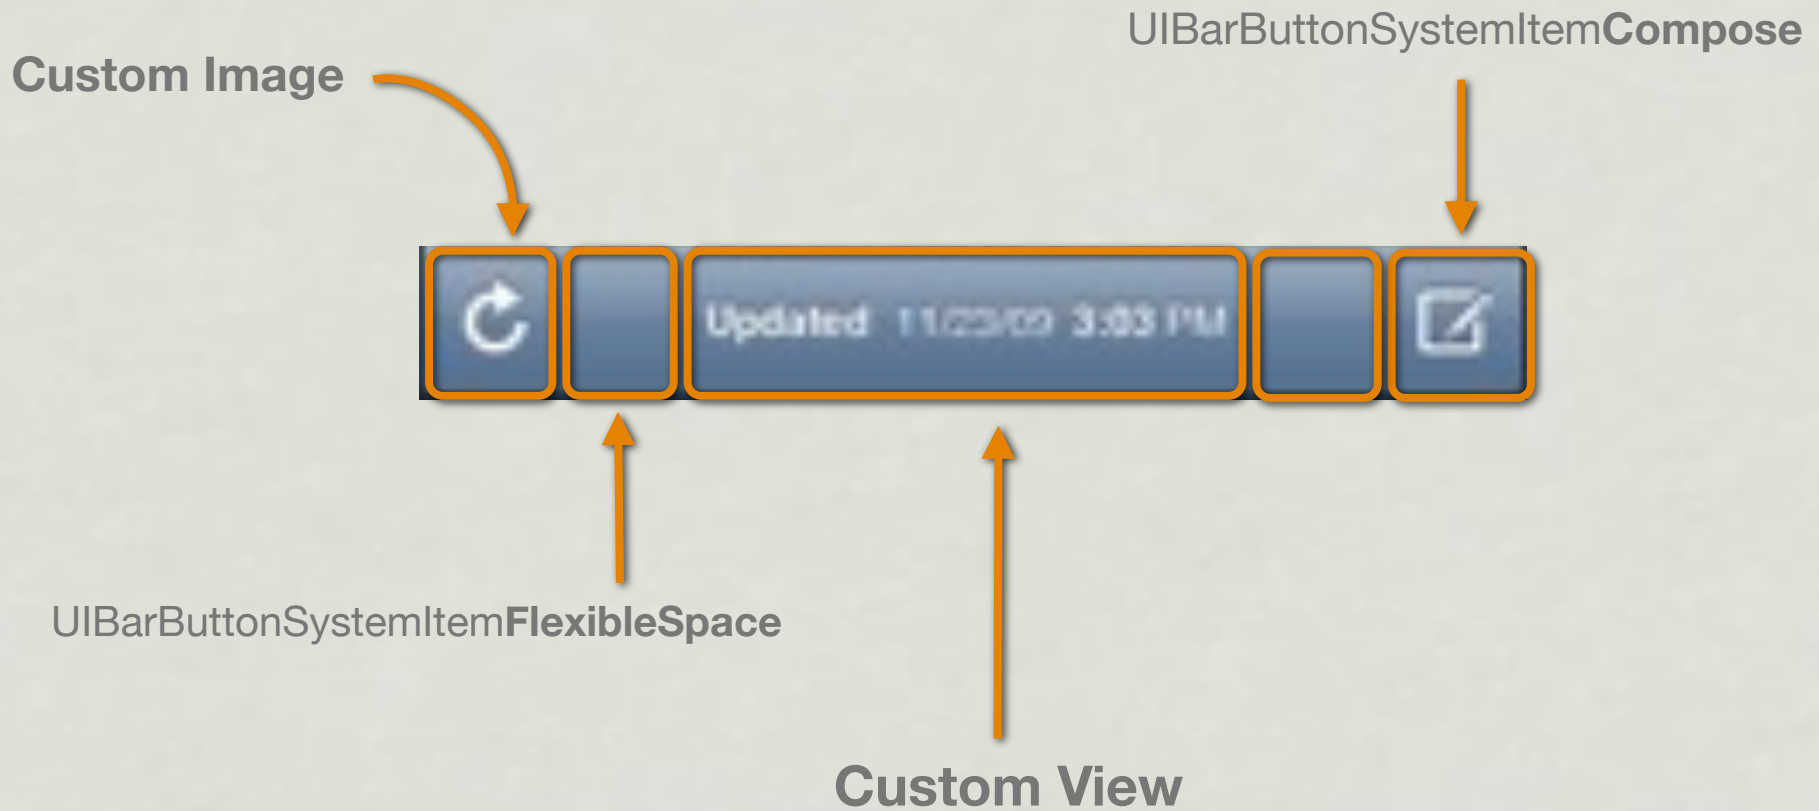 UIBarButtonSystemItemCompose
Custom Image
Updated 11/23/09 3:03 PM
UIBarButtonSystemItemFlexibleSpace
Custom View